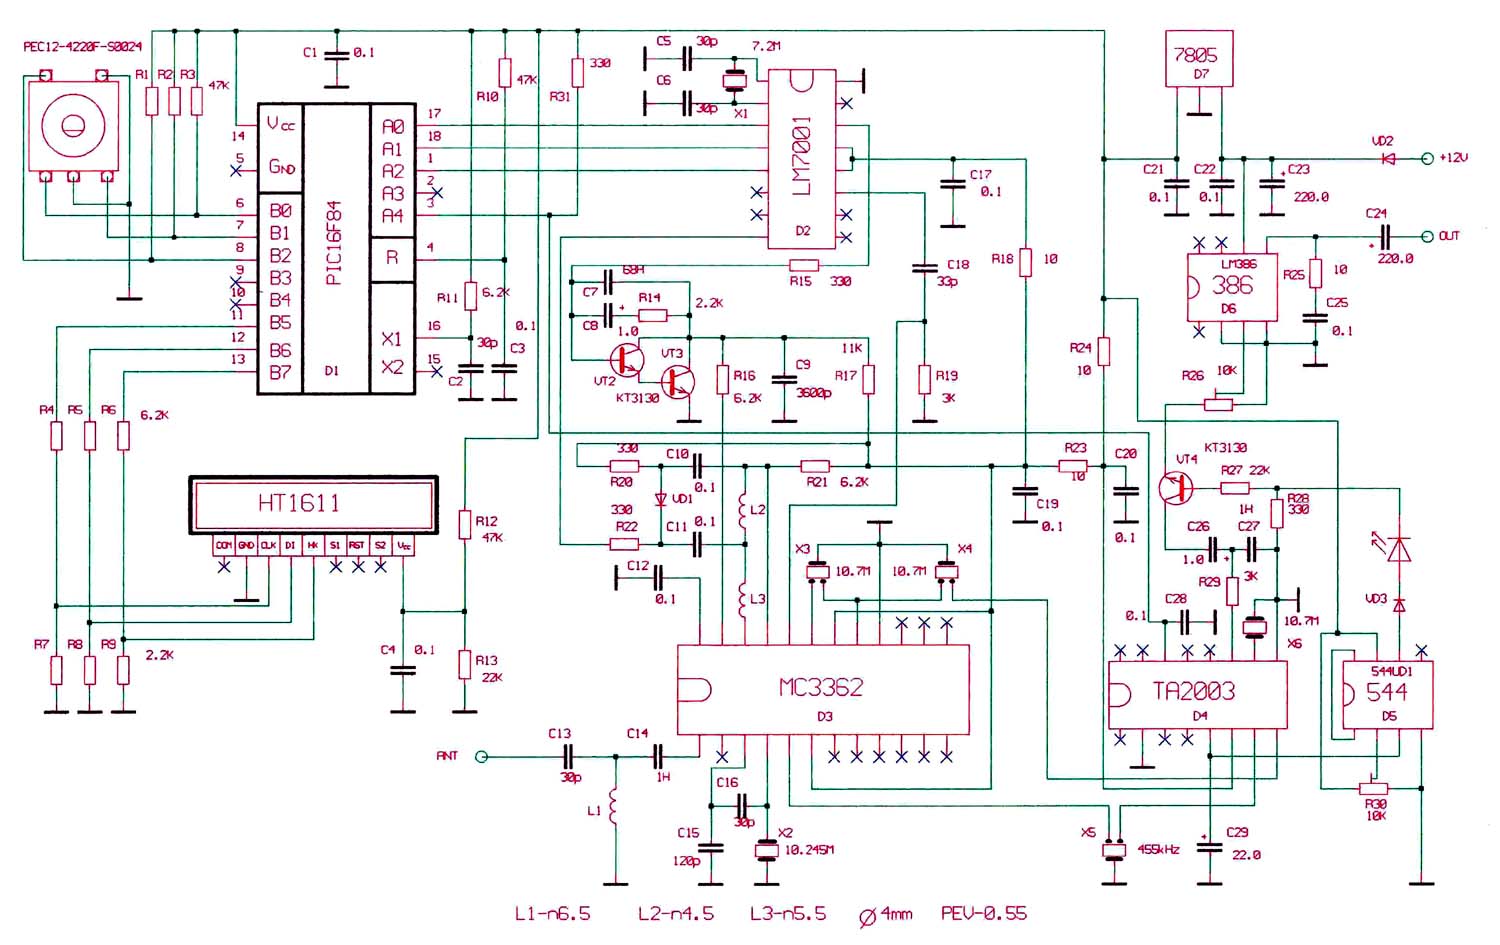 PEC12-4220F-S0024
R1 R2 R3
47K
C1 0.1
R10 47K
R31 330
C5 30p
C6 30p
7.2M
X1
7805
D7
VD2
+12V
14 Vcc
5 GND
6 B0
7 B1
8 B2
9 B3
10 B4
11 B5
12 B6
13 B7
PIC16F84
D1
A0 17
A1 18
A2 1
A3 2
A4 3
R 4
X1 16
X2 15
LM7001
D2
C17 0.1
C21 0.1
C22 0.1
C23 + 220.0
C24 + 220.0
OUT
R18 10
C18 33p
R15 330
LM386
386
D6
R25 10
C25 0.1
R11 6.2K
C2 30p
C3 0.1
C7 68H
C8 + 1.0
R14 2.2K
VT2
VT3
KT3130
R16 6.2K
C9 3600p
11K R17
R19 3K
R24 10
R26 10K
R4 R5 R6 6.2K
330 R20
C10 0.1
VD1
330 R22
C11 0.1
L2
R21 6.2K
R23 10
C20 0.1
C19 0.1
VT4
KT3130
R27 22K
R28 330
1H
C26 1.0 +
C27
R29 3K
HT1611
COM GND CLK DI HK S1 RST S2 Vcc
R12 47K
C12 0.1
L3
X3 10.7M
X4 10.7M
C28 0.1
10.7M
X6
VD3
R7 R8 R9 2.2K
C4 0.1
R13 22K
MC3362
D3
TA2003
D4
544UD1
544
D5
ANT
C13 30p
C14 1H
L1
C16 30p
C15 120p
X2 10.245M
X5 455kHz
C29 + 22.0
R30 10K
L1-n6.5 L2-n4.5 L3-n5.5 Ø4mm PEV-0.55